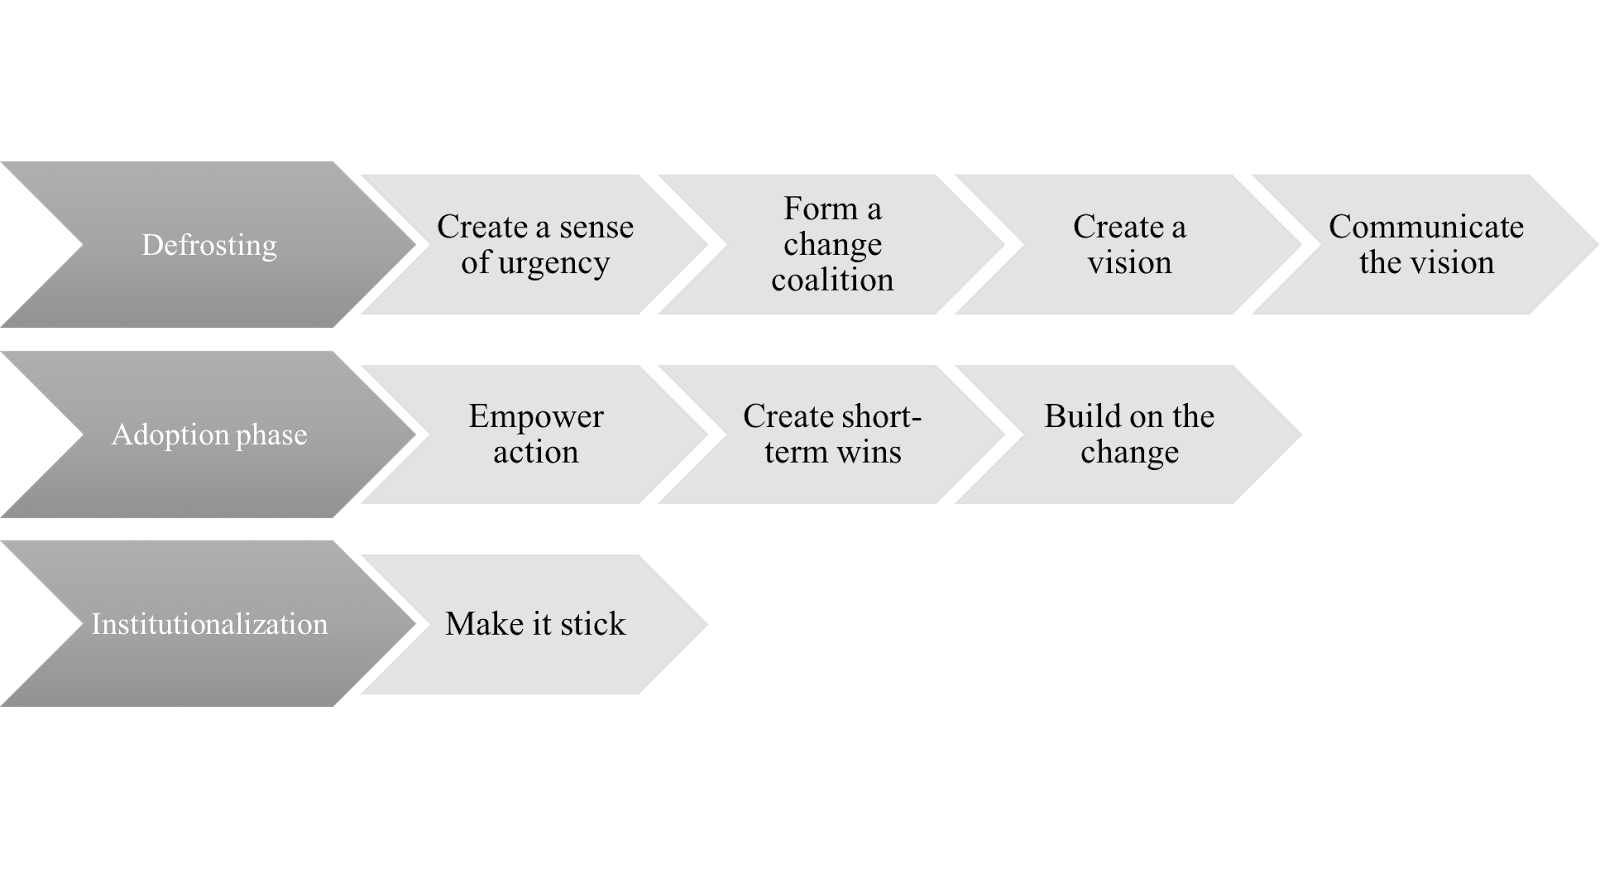 Defrosting
Create a sense
of urgency
Form a
change
coalition
Create a
vision
Communicate
the vision
Adoption phase
Empower
action
Create short-
term wins
Build on the
change
Institutionalization
Make it stick